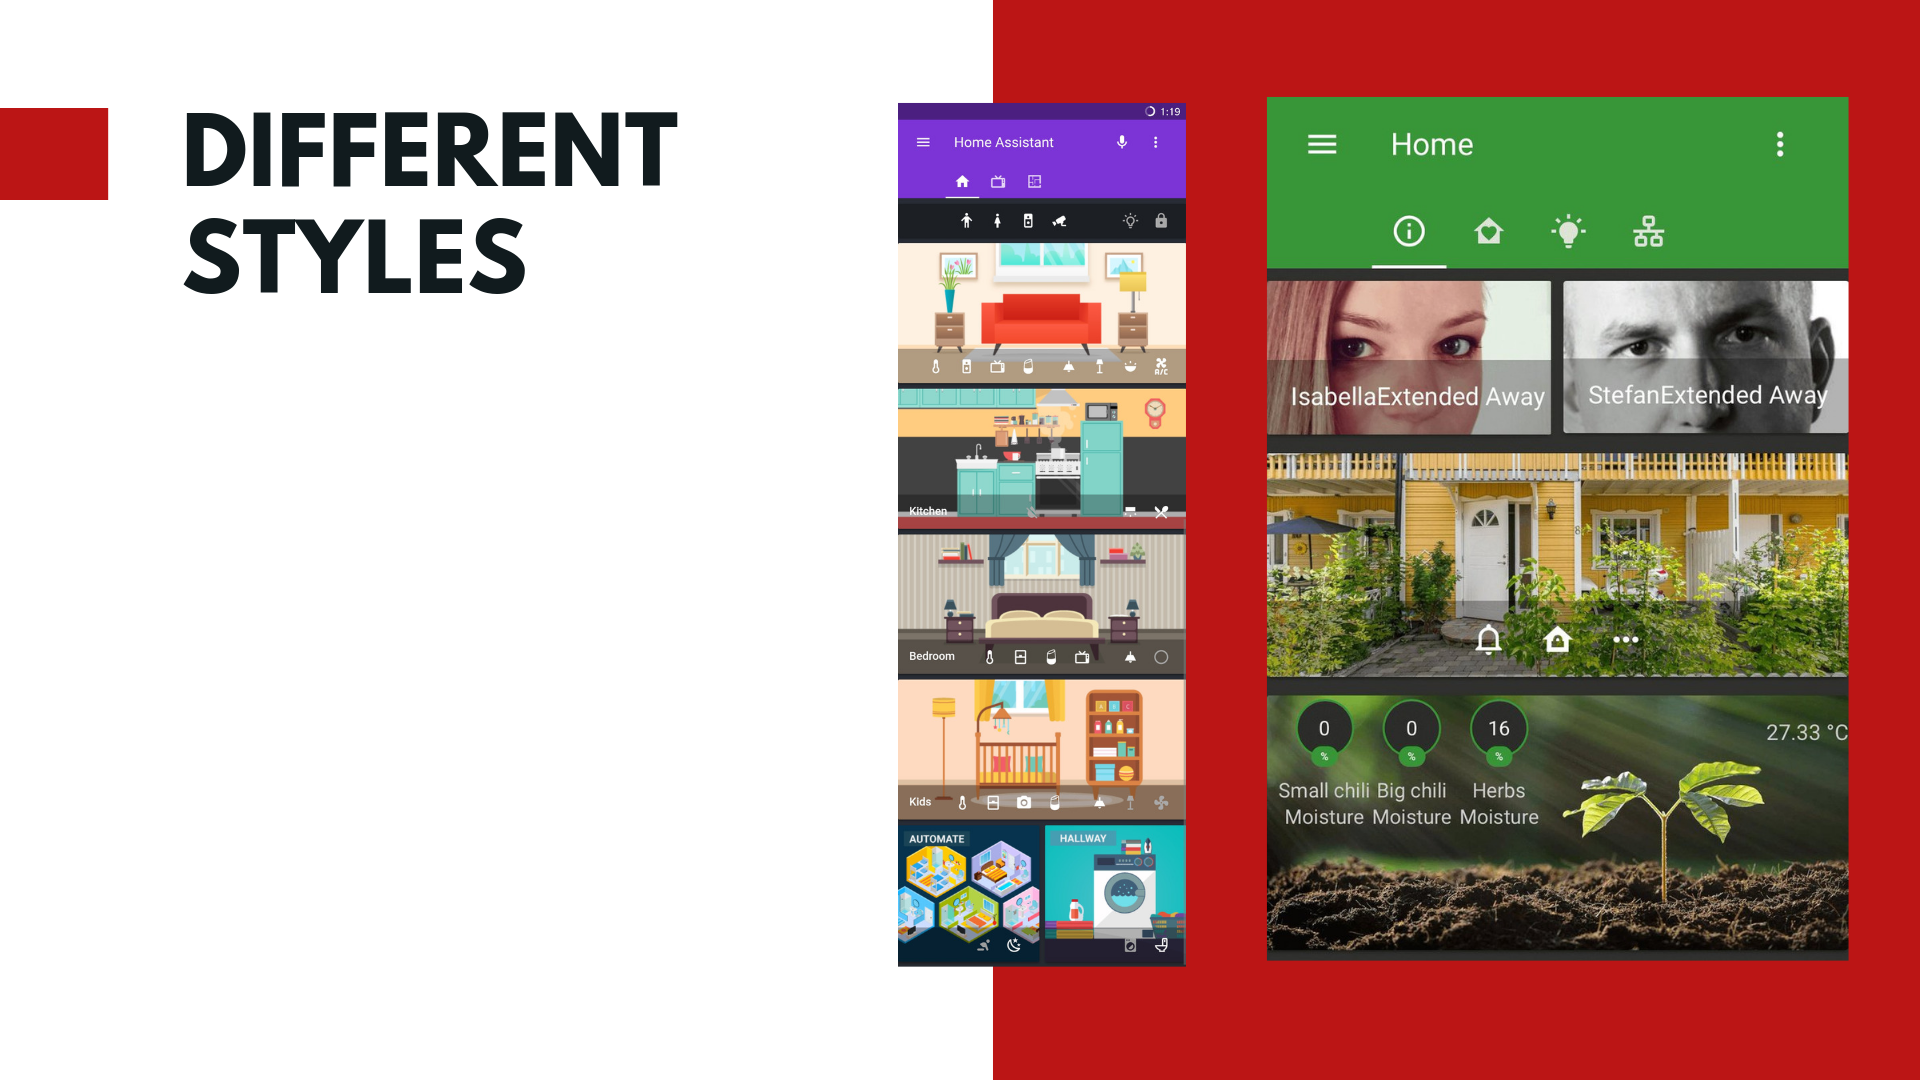 DIFFERENT
STYLES
1:19
Home Assistant
A/C
Kitchen
Bedroom
Kids
AUTOMATE
HALLWAY
Home
IsabellaExtended Away
StefanExtended Away
0
0
16
%
%
%
27.33 °C
Small chili Big chili Herbs
Moisture Moisture Moisture